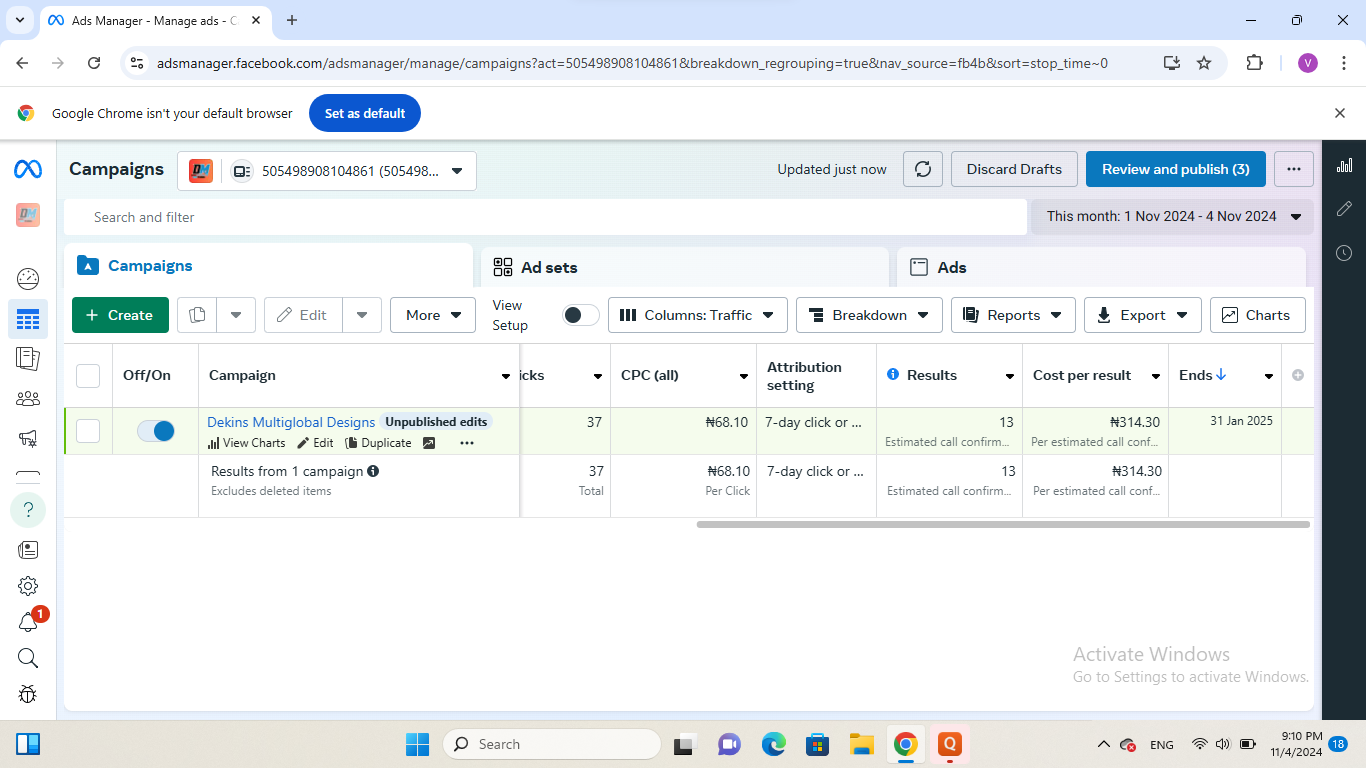 Ads Manager - Manage ads - C
adsmanager.facebook.com/adsmanager/manage/campaigns?act=505498908104861&breakdown_regrouping=true&nav_source=fb4b&sort=stop_time~0
V
Google Chrome isn't your default browser
Set as default
Campaigns
DM
505498908104861 (505498...
Updated just now
Discard Drafts
Review and publish (3)
DM
Search and filter
This month: 1 Nov 2024 - 4 Nov 2024
Campaigns
Ad sets
Ads
+ Create
Edit
More
View Setup
Columns: Traffic
Breakdown
Reports
Export
Charts
Off/On
Campaign
icks
CPC (all)
Attribution setting
Results
Cost per result
Ends
Dekins Multiglobal Designs
Unpublished edits
37
₦68.10
7-day click or ...
13
₦314.30
31 Jan 2025
View Charts
Edit
Duplicate
Estimated call confirm...
Per estimated call conf...
Results from 1 campaign
37
₦68.10
7-day click or ...
13
₦314.30
Excludes deleted items
Total
Per Click
Estimated call confirm...
Per estimated call conf...
?
1
Activate Windows
Go to Settings to activate Windows.
Search
Q
ENG
9:10 PM
11/4/2024
18